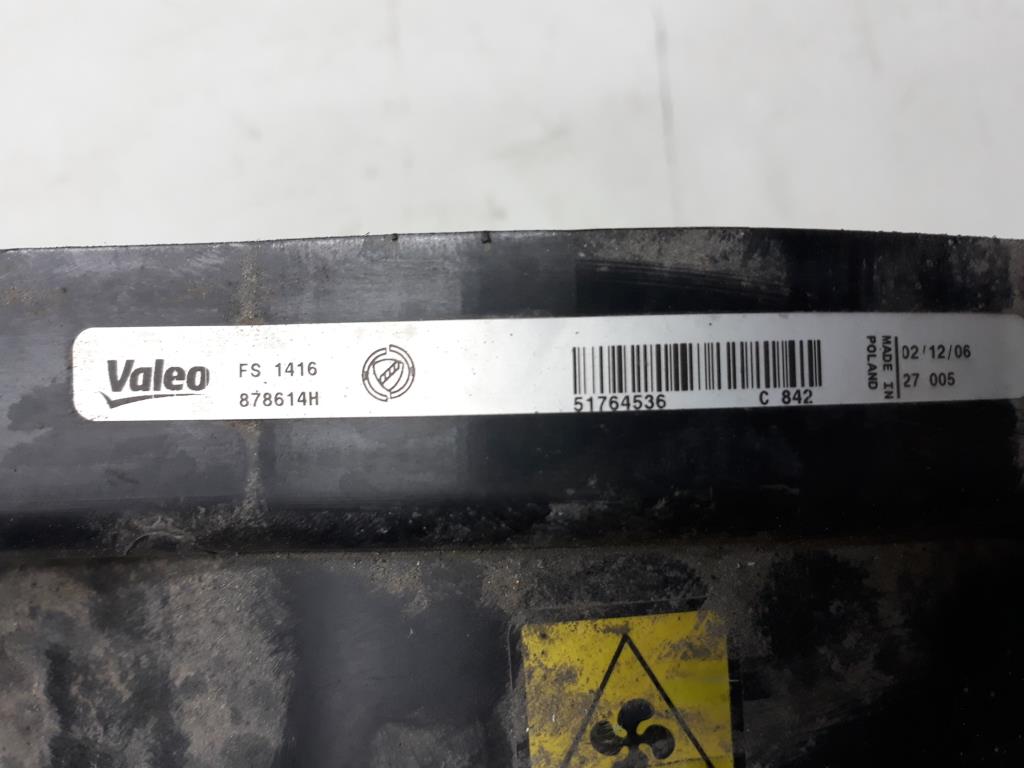 Valeo
FS 1416
878614H
51764536
C 842
MADE IN
POLAND
02/12/06
27 005